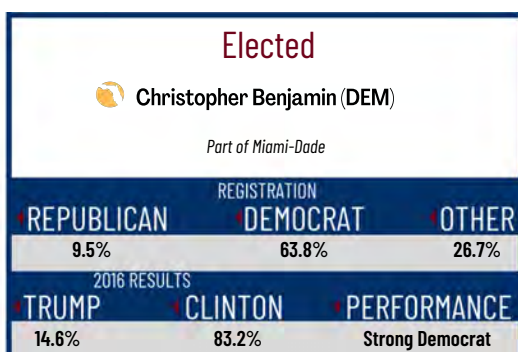 Elected
Christopher Benjamin (DEM)
Part of Miami-Dade
REGISTRATION
REPUBLICAN DEMOCRAT OTHER
9.5% 63.8% 26.7%
2016 RESULTS
TRUMP CLINTON PERFORMANCE
14.6% 83.2% Strong Democrat